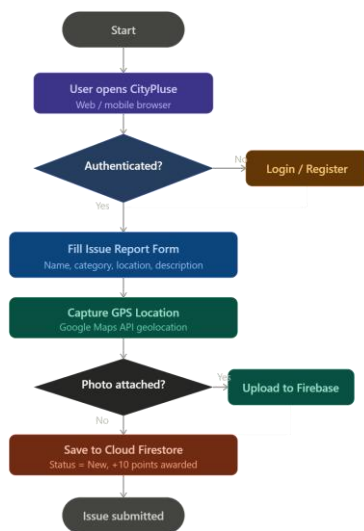 Start
User opens CityPluse
Web / mobile browser
Authenticated?
No
Login / Register
Yes
Fill Issue Report Form
Name, category, location, description
Capture GPS Location
Google Maps API geolocation
Photo attached?
Yes
Upload to Firebase
No
Save to Cloud Firestore
Status = New, +10 points awarded
Issue submitted